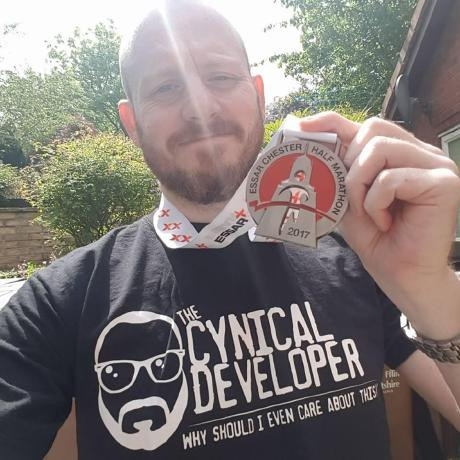 ESSAR CHESTER HALF MARATHON
2017
ESSAR
THE
CYNICAL
DEVELOPER
WHY SHOULD I EVEN CARE ABOUT THIS?